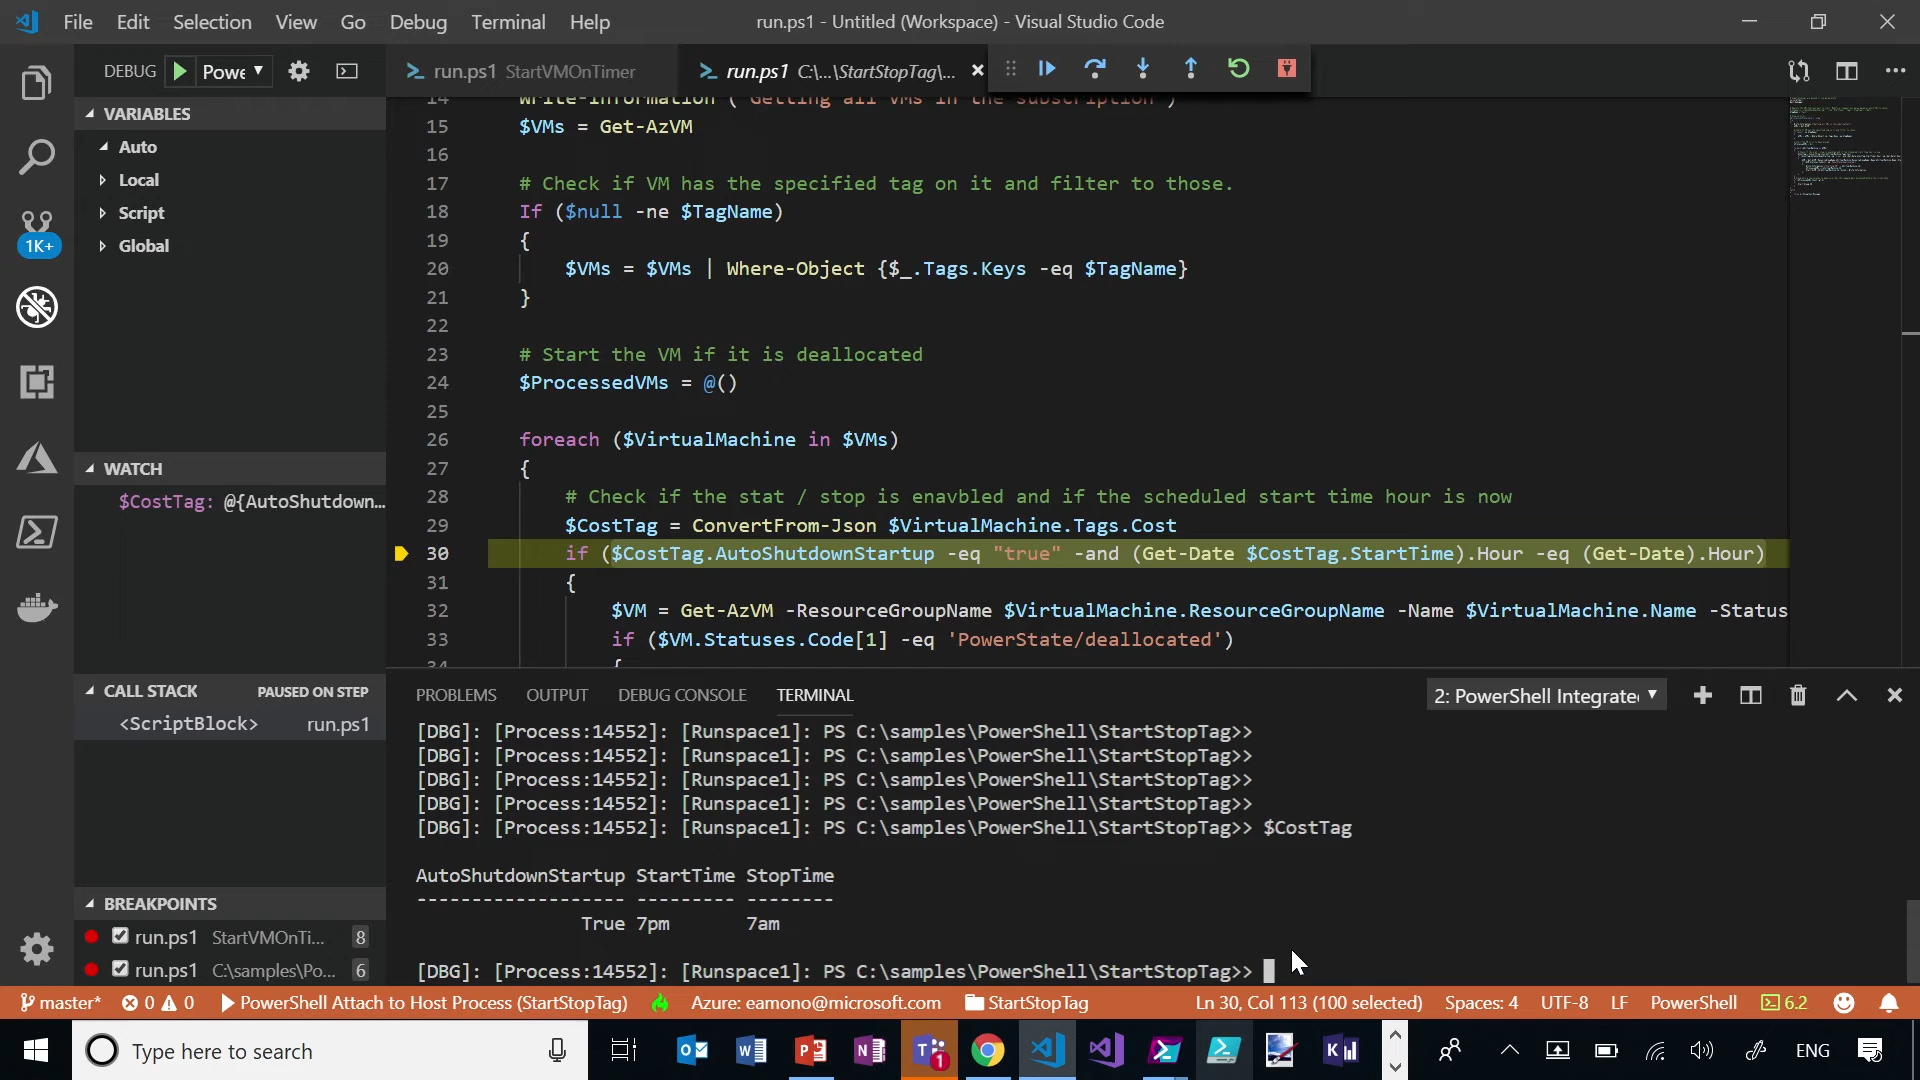 File Edit Selection View Go Debug Terminal Help
run.ps1 - Untitled (Workspace) - Visual Studio Code
DEBUG Powe
run.ps1 StartVMOnTimer
run.ps1 C:\...\StartStopTag\...
VARIABLES
Auto
Local
Script
Global
1K+
WATCH
$CostTag: @{AutoShutdown...
CALL STACK PAUSED ON STEP
<ScriptBlock> run.ps1
BREAKPOINTS
run.ps1 StartVMOnTi... 8
run.ps1 C:\samples\Po... 6
14 Write-Information ("Getting all VMs in the subscription")
15 $VMs = Get-AzVM
16
17 # Check if VM has the specified tag on it and filter to those.
18 If ($null -ne $TagName)
19 {
20 $VMs = $VMs | Where-Object {$_.Tags.Keys -eq $TagName}
21 }
22
23 # Start the VM if it is deallocated
24 $ProcessedVMs = @()
25
26 foreach ($VirtualMachine in $VMs)
27 {
28 # Check if the stat / stop is enavbled and if the scheduled start time hour is now
29 $CostTag = ConvertFrom-Json $VirtualMachine.Tags.Cost
30 if ($CostTag.AutoShutdownStartup -eq "true" -and (Get-Date $CostTag.StartTime).Hour -eq (Get-Date).Hour)
31 {
32 $VM = Get-AzVM -ResourceGroupName $VirtualMachine.ResourceGroupName -Name $VirtualMachine.Name -Status
33 if ($VM.Statuses.Code[1] -eq 'PowerState/deallocated')
34 {
PROBLEMS OUTPUT DEBUG CONSOLE TERMINAL 2: PowerShell Integrate
[DBG]: [Process:14552]: [Runspace1]: PS C:\samples\PowerShell\StartStopTag>>
[DBG]: [Process:14552]: [Runspace1]: PS C:\samples\PowerShell\StartStopTag>>
[DBG]: [Process:14552]: [Runspace1]: PS C:\samples\PowerShell\StartStopTag>>
[DBG]: [Process:14552]: [Runspace1]: PS C:\samples\PowerShell\StartStopTag>>
[DBG]: [Process:14552]: [Runspace1]: PS C:\samples\PowerShell\StartStopTag>> $CostTag
AutoShutdownStartup StartTime StopTime
------------------- --------- --------
True 7pm 7am
[DBG]: [Process:14552]: [Runspace1]: PS C:\samples\PowerShell\StartStopTag>>
master* 0 0 PowerShell Attach to Host Process (StartStopTag) Azure: eamono@microsoft.com StartStopTag Ln 30, Col 113 (100 selected) Spaces: 4 UTF-8 LF PowerShell 6.2
Type here to search 1 ENG